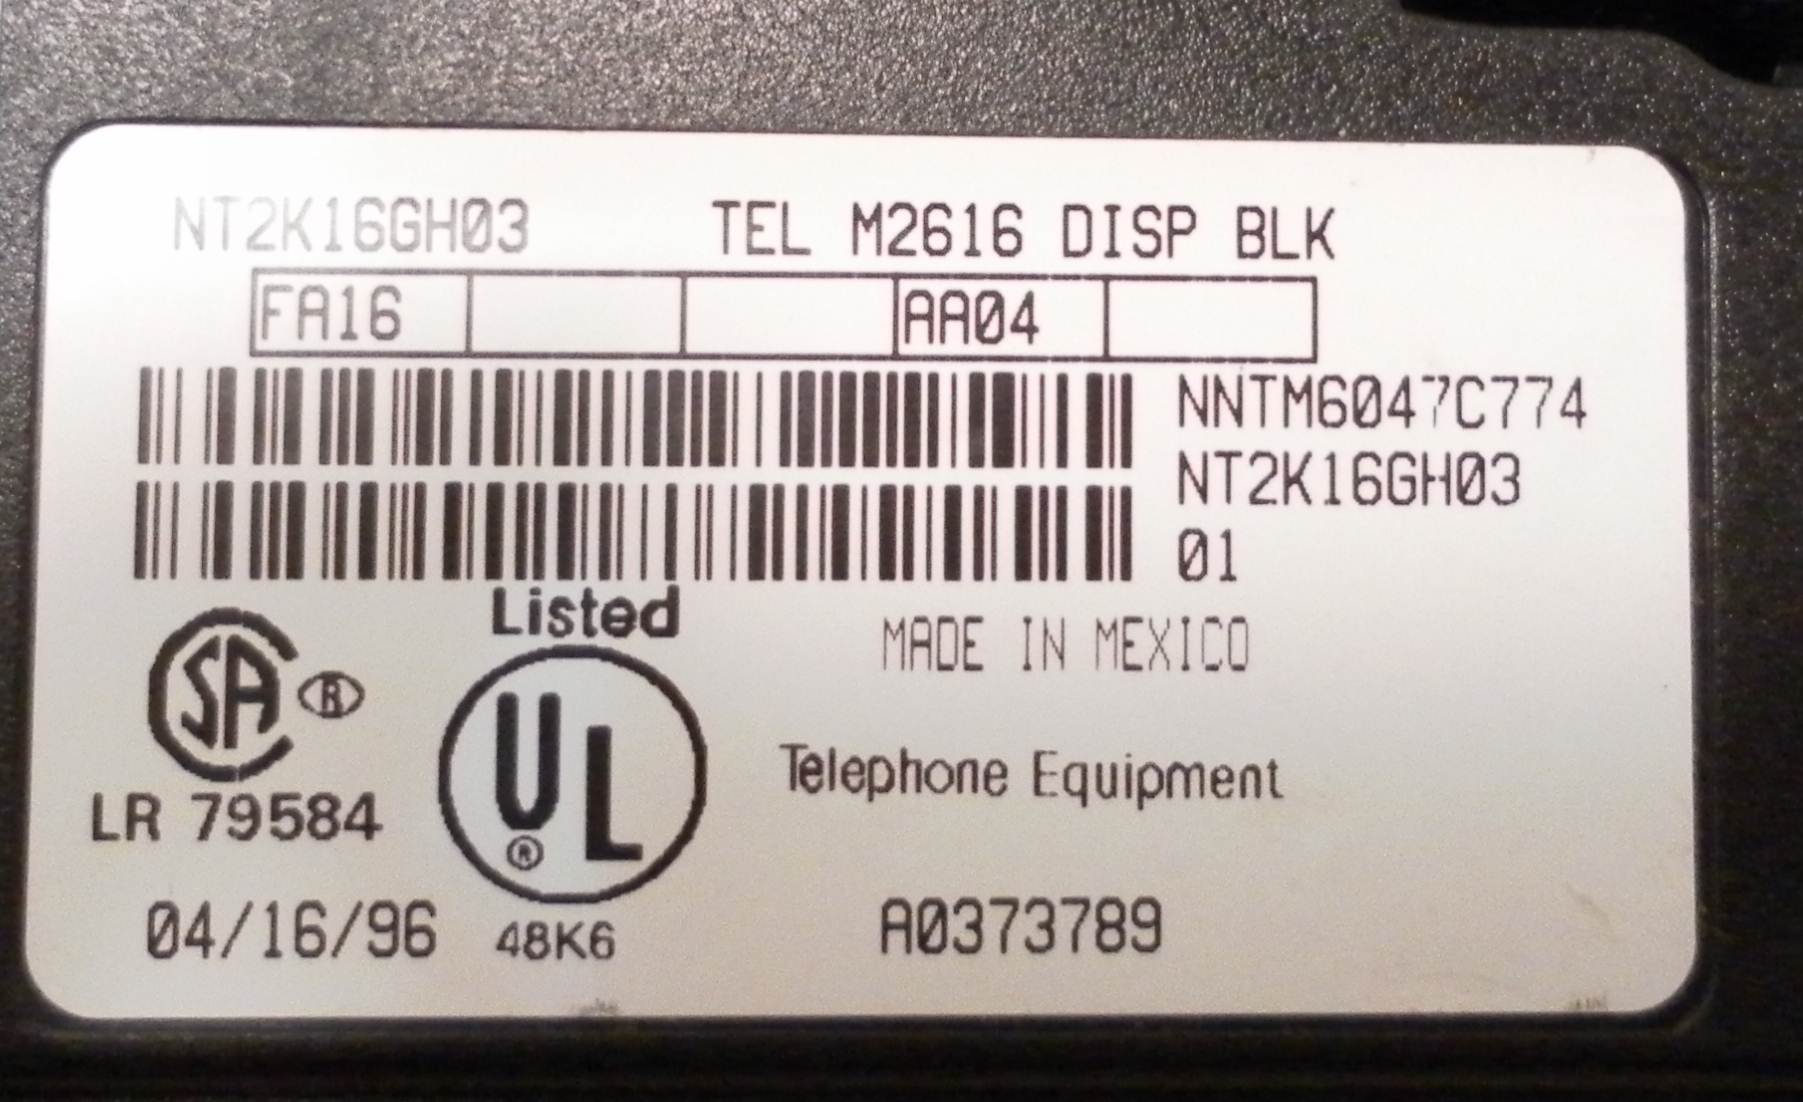 NT2K16GH03 TEL M2616 DISP BLK
FA16 AA04
NNTM6047C774
NT2K16GH03
01
Listed
MADE IN MEXICO
SA ®
UL ®
Telephone Equipment
LR 79584
04/16/96 48K6 A0373789